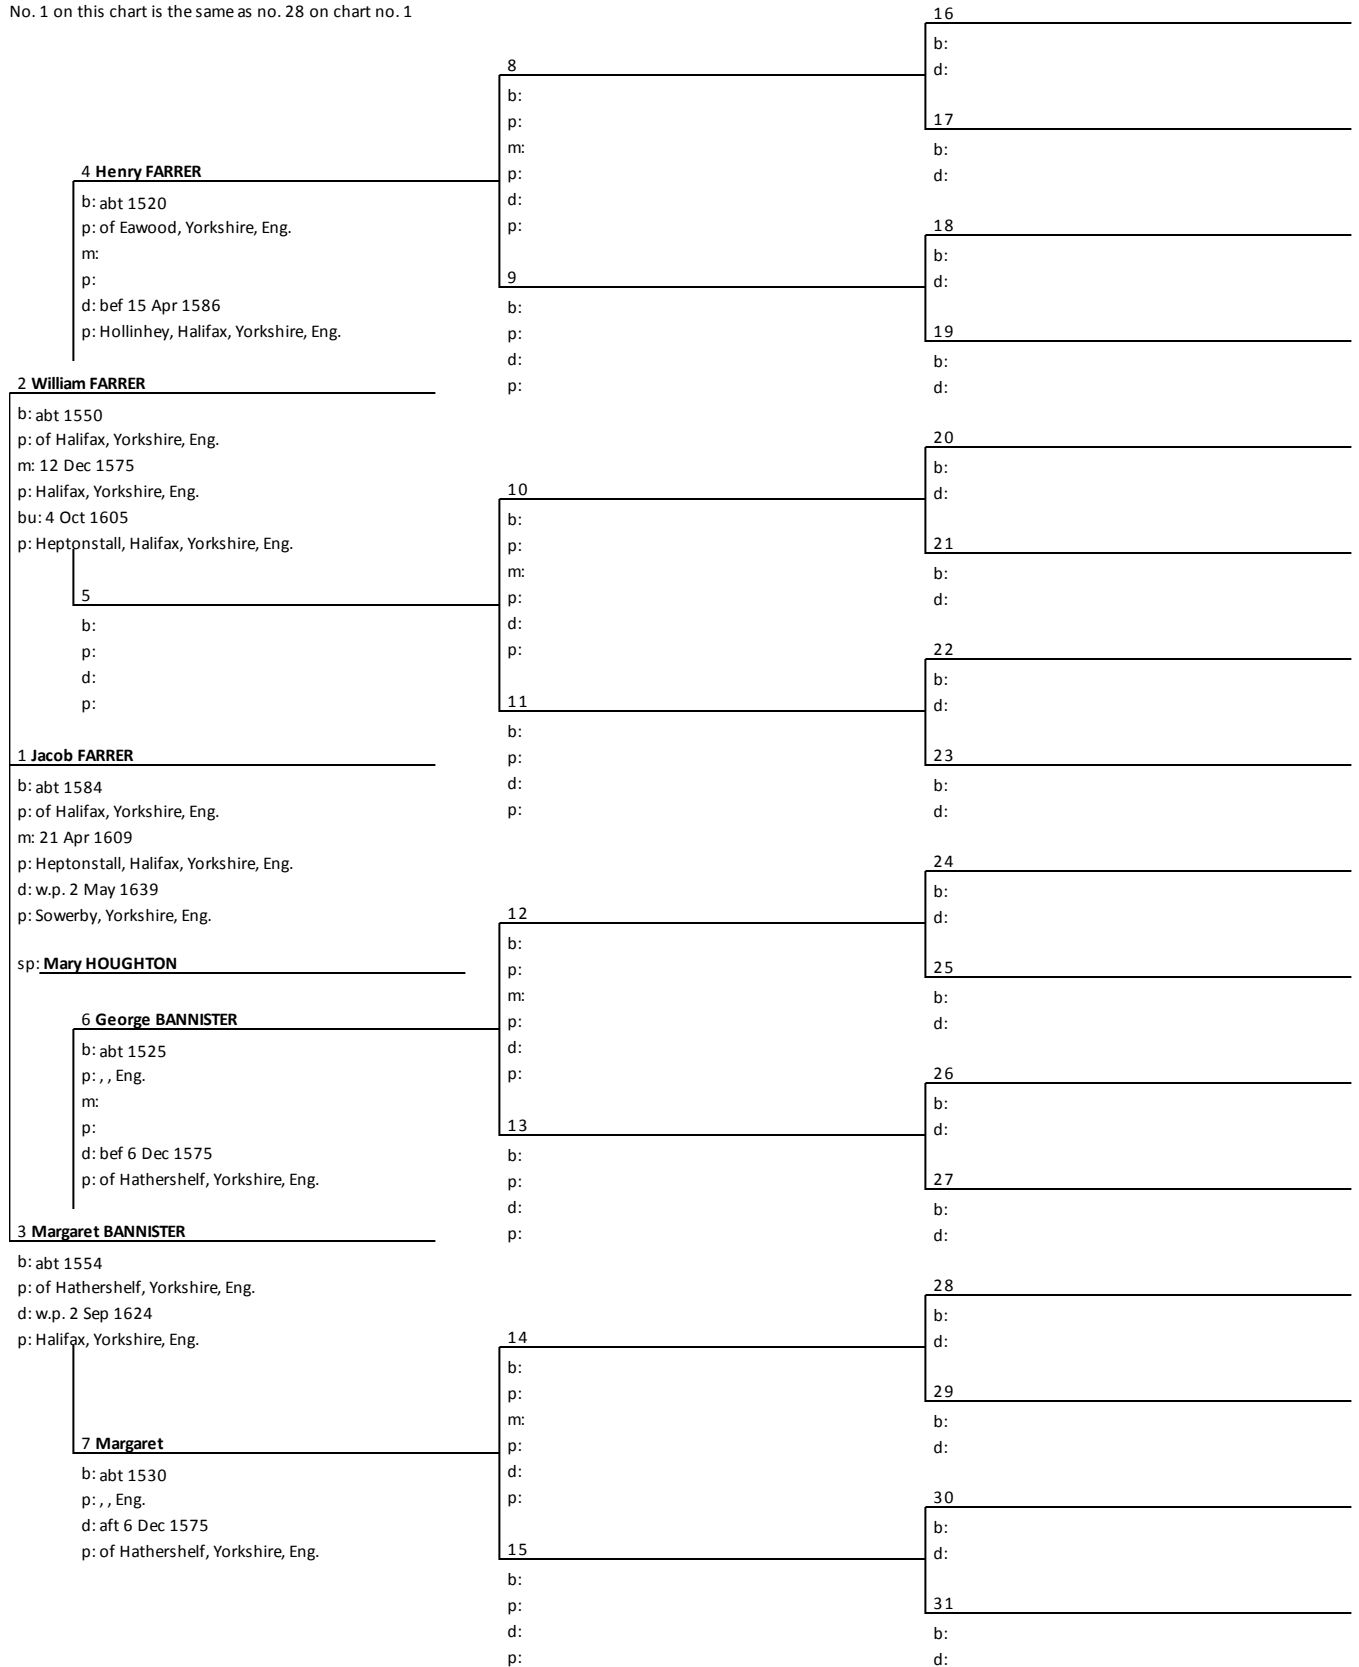 No. 1 on this chart is the same as no. 28 on chart no. 1
16
b:
d:
8
b:
p:
m:
p:
d:
p:
17
b:
d:
4 Henry FARRER
b: abt 1520
p: of Eawood, Yorkshire, Eng.
m:
p:
d: bef 15 Apr 1586
p: Hollinhey, Halifax, Yorkshire, Eng.
18
b:
d:
9
b:
p:
d:
p:
19
b:
d:
2 William FARRER
b: abt 1550
p: of Halifax, Yorkshire, Eng.
m: 12 Dec 1575
p: Halifax, Yorkshire, Eng.
bu: 4 Oct 1605
p: Heptonstall, Halifax, Yorkshire, Eng.
20
b:
d:
10
b:
p:
m:
p:
d:
p:
21
b:
d:
5
b:
p:
d:
p:
22
b:
d:
11
b:
p:
d:
p:
23
b:
d:
1 Jacob FARRER
b: abt 1584
p: of Halifax, Yorkshire, Eng.
m: 21 Apr 1609
p: Heptonstall, Halifax, Yorkshire, Eng.
d: w.p. 2 May 1639
p: Sowerby, Yorkshire, Eng.
sp: Mary HOUGHTON
24
b:
d:
12
b:
p:
m:
p:
d:
p:
25
b:
d:
6 George BANNISTER
b: abt 1525
p: , , Eng.
m:
p:
d: bef 6 Dec 1575
p: of Hathershelf, Yorkshire, Eng.
26
b:
d:
13
b:
p:
d:
p:
27
b:
d:
3 Margaret BANNISTER
b: abt 1554
p: of Hathershelf, Yorkshire, Eng.
d: w.p. 2 Sep 1624
p: Halifax, Yorkshire, Eng.
28
b:
d:
14
b:
p:
m:
p:
d:
p:
29
b:
d:
7 Margaret
b: abt 1530
p: , , Eng.
d: aft 6 Dec 1575
p: of Hathershelf, Yorkshire, Eng.
30
b:
d:
15
b:
p:
d:
p:
31
b:
d: